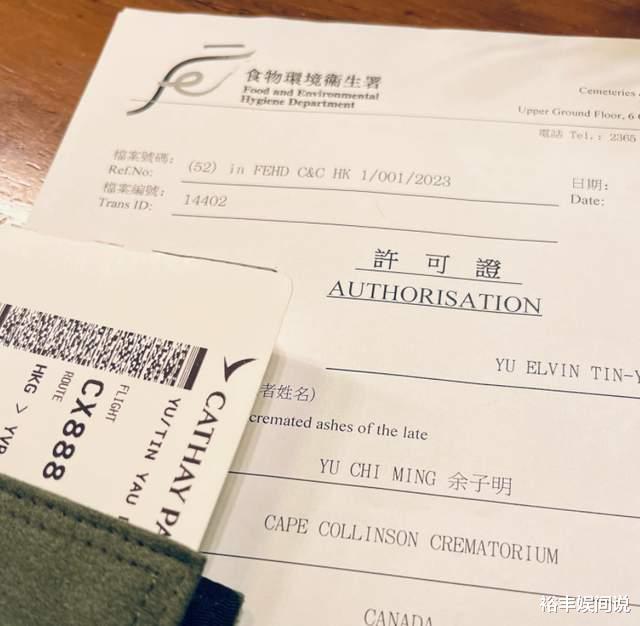 食物環境衞生署
Food and Environmental
Hygiene Department
Cemeteries
Upper Ground Floor, 6
電話 Tel.: 2365
檔案號碼:
Ref.No: (52) in FEHD C&C HK 1/001/2023
日期:
Date:
檔案編號:
Trans ID: 14402
許可證
AUTHORISATION
YU ELVIN TIN-Y
者姓名)
cremated ashes of the late
YU CHI MING 余子明
CAPE COLLINSON CREMATORIUM
CANADA
CATHAY PA
YU/TIN YAU
FLIGHT
CX888
ROUTE
HKG > YVR
裕丰娱间说